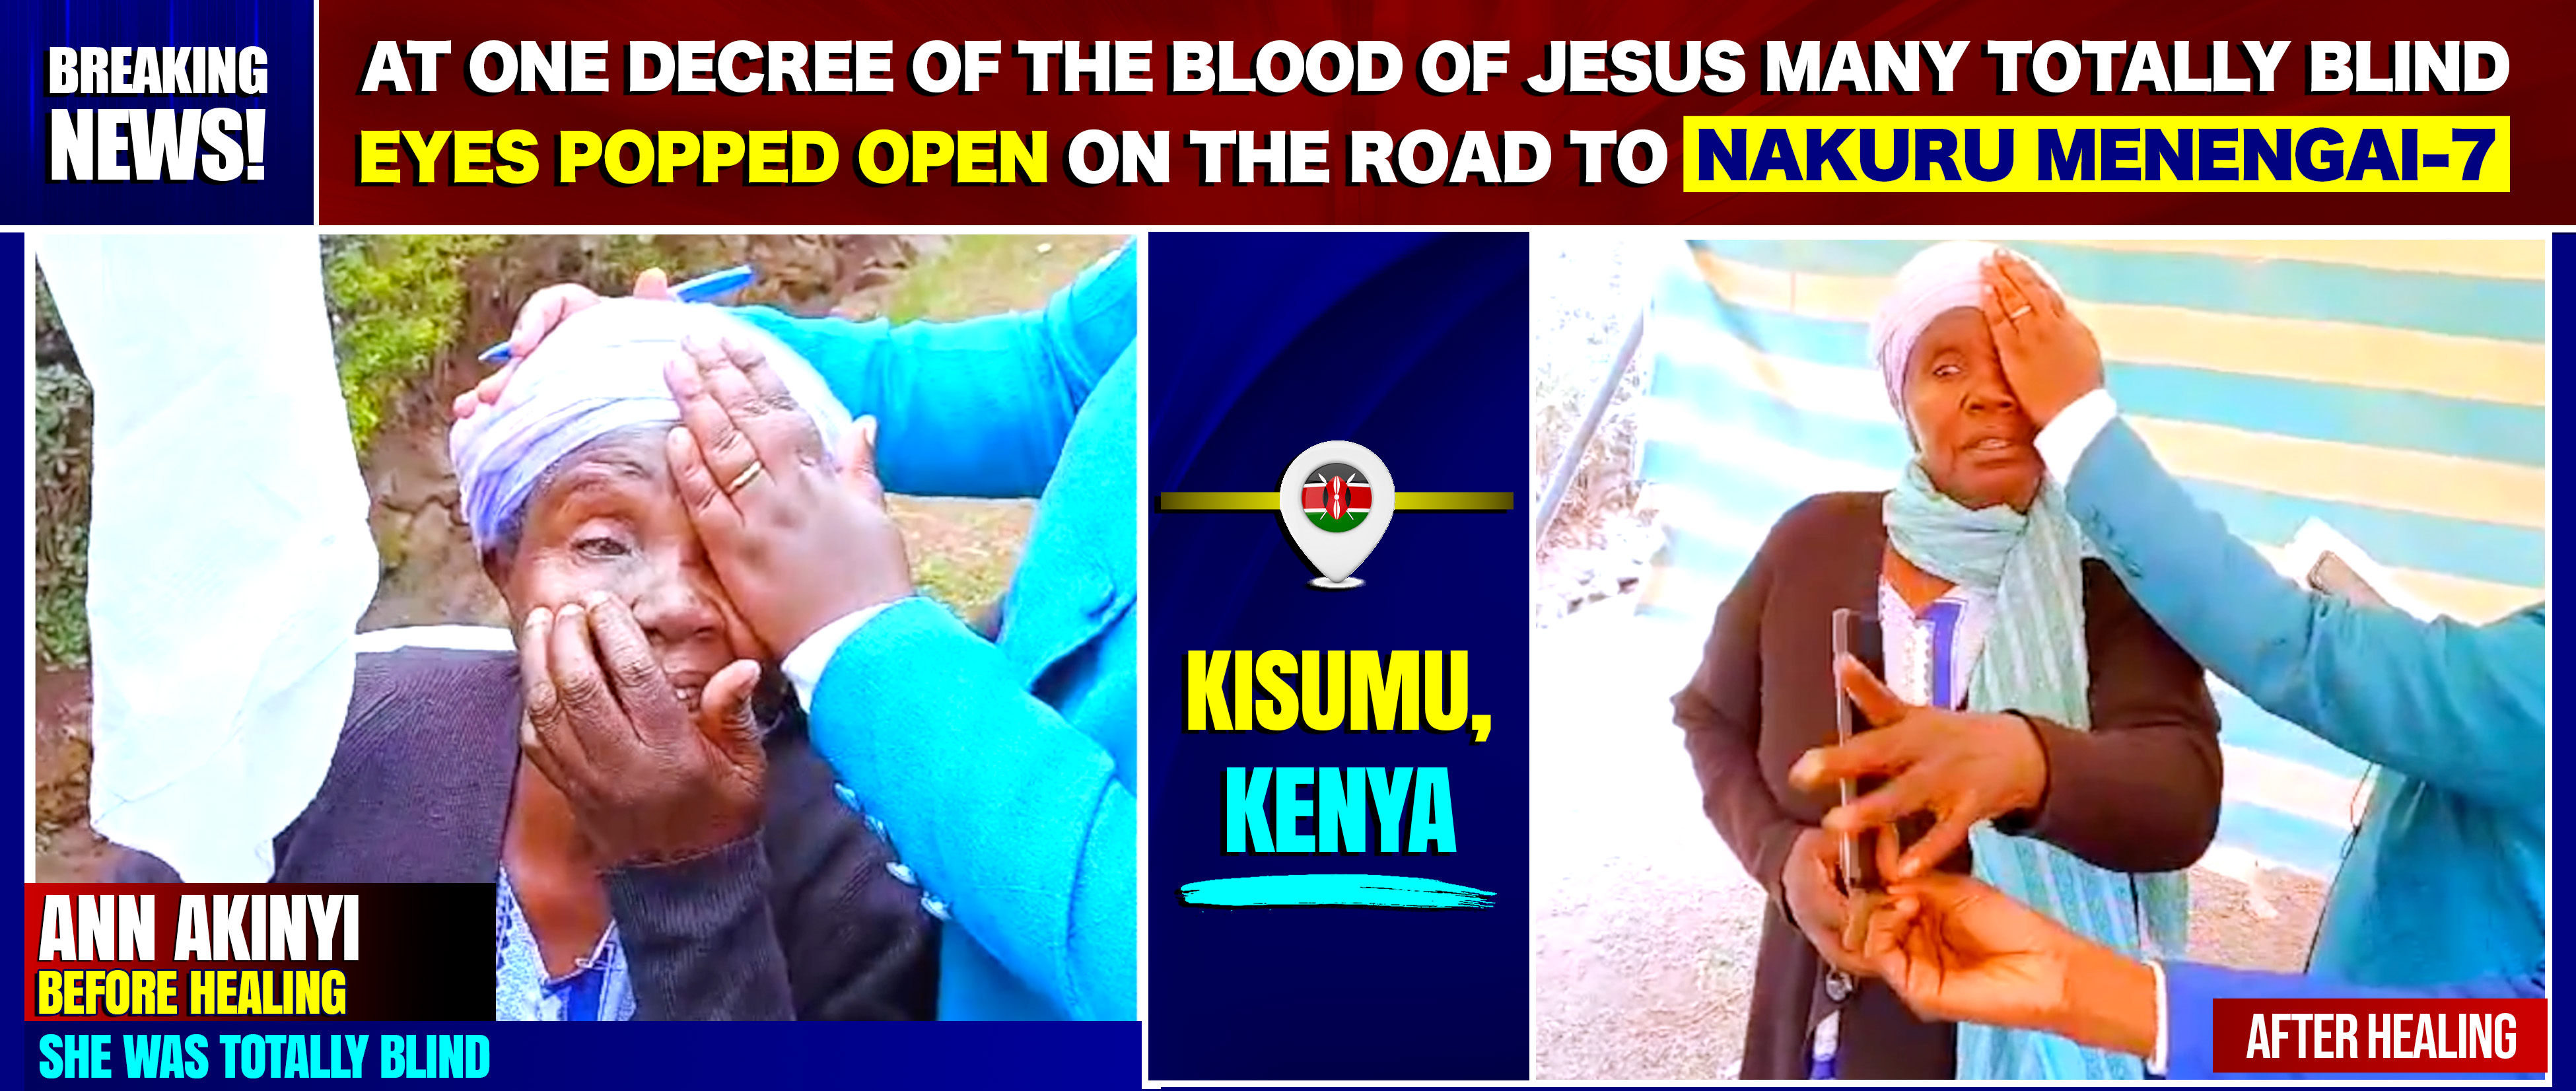 BREAKING
NEWS!
AT ONE DECREE OF THE BLOOD OF JESUS MANY TOTALLY BLIND
EYES POPPED OPEN ON THE ROAD TO NAKURU MENENGAI-7
ANN AKINYI
BEFORE HEALING
SHE WAS TOTALLY BLIND
KISUMU,
KENYA
AFTER HEALING